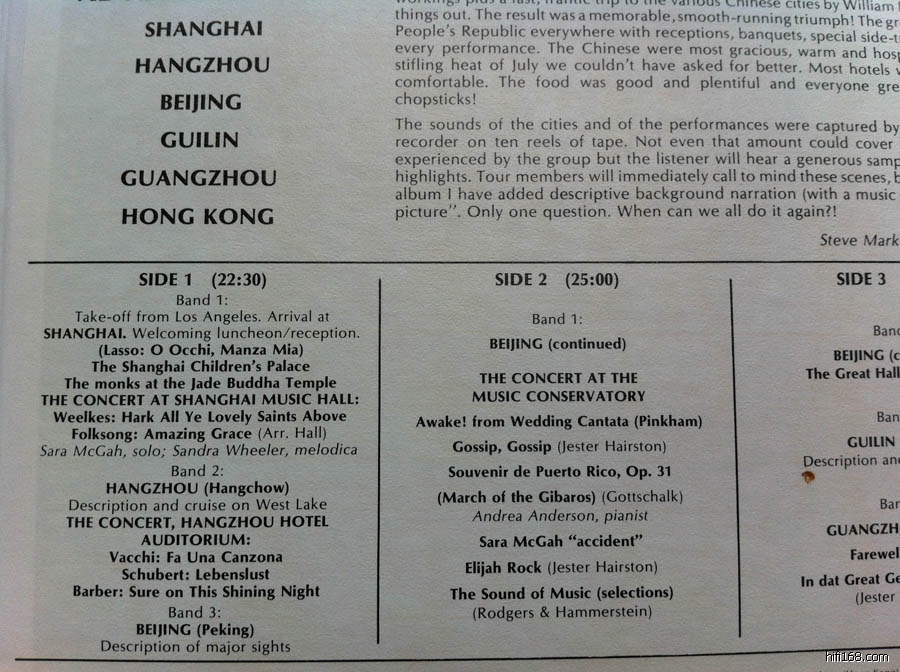 SHANGHAI
HANGZHOU
BEIJING
GUILIN
GUANGZHOU
HONG KONG
things out. The result was a memorable, smooth-running triumph! The
People's Republic everywhere with receptions, banquets, special
every performance. The Chinese were most gracious, warm and
stifling heat of July we couldn't have asked for better. Most hotels
comfortable. The food was good and plentiful and everyone
chopsticks!
The sounds of the cities and of the performances were captured by
recorder on ten reels of tape. Not even that amount could cover
experienced by the group but the listener will hear a generous
highlights. Tour members will immediately call to mind these scenes,
album I have added descriptive background narration (with a music
picture". Only one question. When can we all do it again?!
Steve Mark
SIDE 1 (22:30)
Band 1:
Take-off from Los Angeles. Arrival at
SHANGHAI. Welcoming luncheon/reception.
(Lasso: O Occhi, Manza Mia)
The Shanghai Children's Palace
The monks at the Jade Buddha Temple
THE CONCERT AT SHANGHAI MUSIC HALL:
Weelkes: Hark All Ye Lovely Saints Above
Folksong: Amazing Grace (Arr. Hall)
Sara McGah, solo; Sandra Wheeler, melodica
Band 2:
HANGZHOU (Hangchow)
Description and cruise on West Lake
THE CONCERT, HANGZHOU HOTEL
AUDITORIUM:
Vacchi: Fa Una Canzona
Schubert: Lebenslust
Barber: Sure on This Shining Night
Band 3:
BEIJING (Peking)
Description of major sights
SIDE 2 (25:00)
Band 1:
BEIJING (continued)
THE CONCERT AT THE
MUSIC CONSERVATORY
Awake! from Wedding Cantata (Pinkham)
Gossip, Gossip (Jester Hairston)
Souvenir de Puerto Rico, Op. 31
(March of the Gibaros) (Gottschalk)
Andrea Anderson, pianist
Sara McGah "accident"
Elijah Rock (Jester Hairston)
The Sound of Music (selections)
(Rodgers & Hammerstein)
SIDE 3
BEIJING
The Great Hall
GUILIN
Description
In dat Great
(Jester
hifi168.com